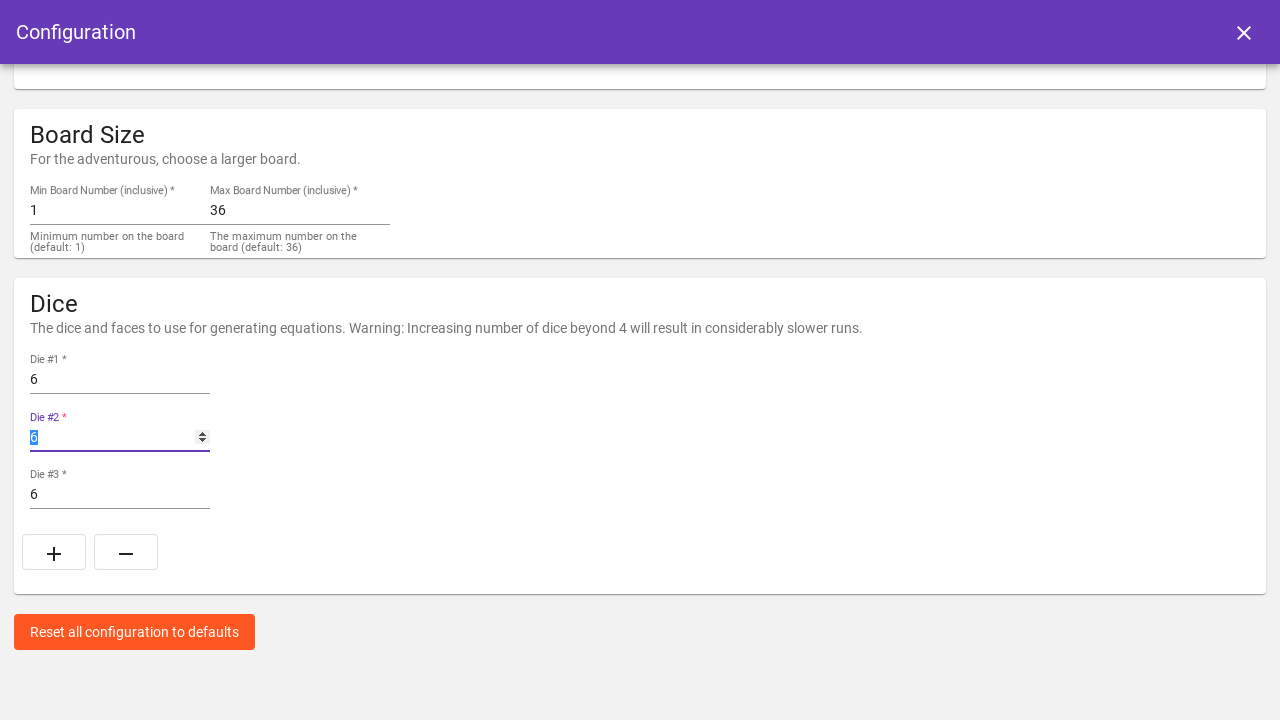 Configuration
Board Size
For the adventurous, choose a larger board.
Min Board Number (inclusive) *
Max Board Number (inclusive) *
1
36
Minimum number on the board
(default: 1)
The maximum number on the
board (default: 36)
Dice
The dice and faces to use for generating equations. Warning: Increasing number of dice beyond 4 will result in considerably slower runs.
Die #1 *
6
Die #2 *
6
Die #3 *
6
Reset all configuration to defaults